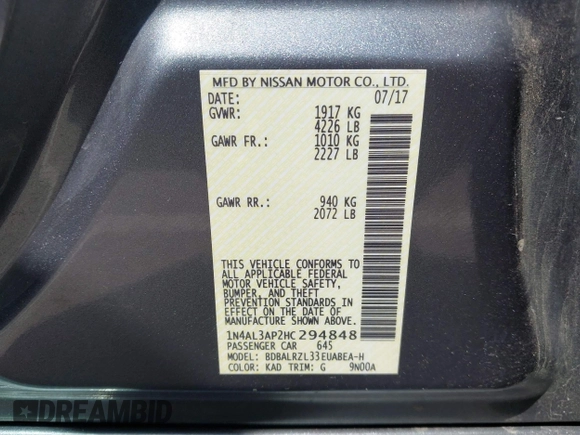 MFD BY NISSAN MOTOR CO., LTD.
DATE: 07/17
GVWR: 1917 KG
4226 LB
GAWR FR.: 1010 KG
2227 LB
GAWR RR.: 940 KG
2072 LB
THIS VEHICLE CONFORMS TO
ALL APPLICABLE FEDERAL
MOTOR VEHICLE SAFETY,
BUMPER, AND THEFT
PREVENTION STANDARDS IN
EFFECT ON THE DATE OF
MANUFACTURE SHOWN ABOVE.
1N4AL3AP2HC294848
PASSENGER CAR 645
MODEL: BDBALRZL33EUABEA-H
COLOR: KAD TRIM: G 9N00A
DREAMBID